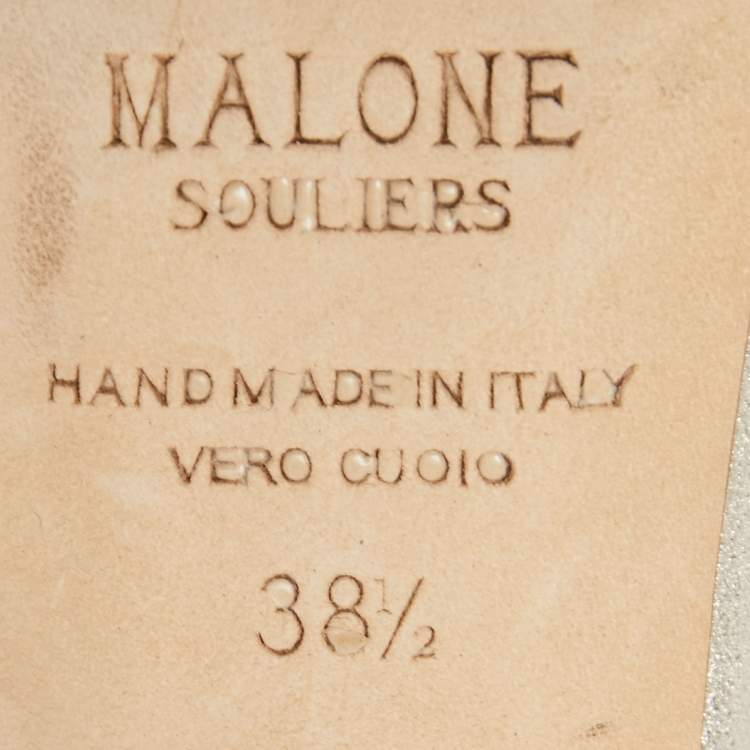 MALONE
SOULIERS
HAND MADE IN ITALY
VERO CUOIO
38½